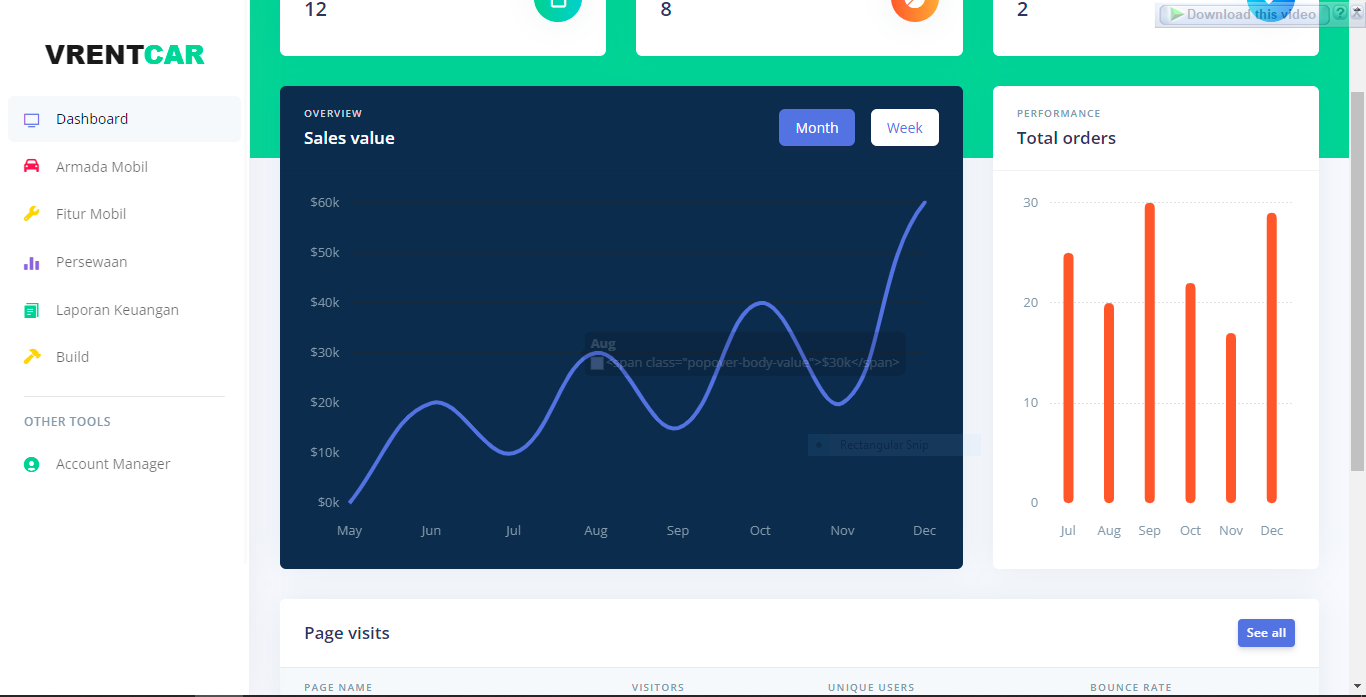 12
8
2
Download this video
?
VRENTCAR
Dashboard
Armada Mobil
Fitur Mobil
Persewaan
Laporan Keuangan
Build
OTHER TOOLS
Account Manager
OVERVIEW
Sales value
Month
Week
$60k
$50k
$40k
$30k
$20k
$10k
$0k
May Jun Jul Aug Sep Oct Nov Dec
Aug
<span class="popover-body-value">$30k</span>
Rectangular Snip
PERFORMANCE
Total orders
30
20
10
0
Jul Aug Sep Oct Nov Dec
Page visits
See all
PAGE NAME VISITORS UNIQUE USERS BOUNCE RATE